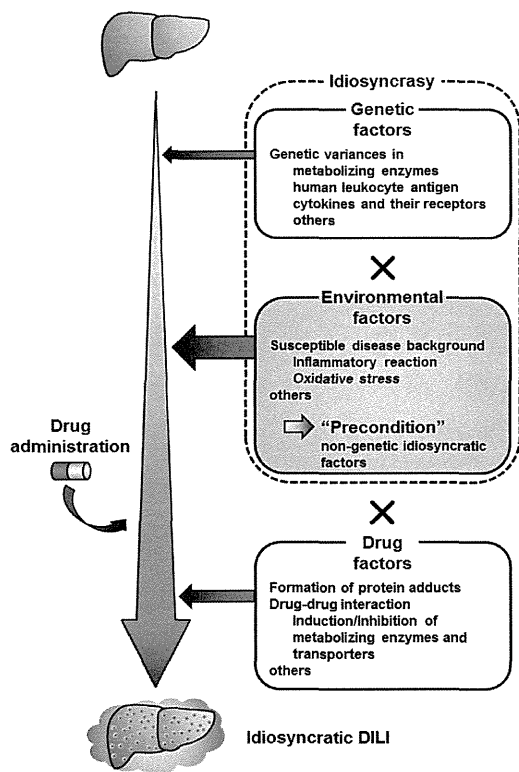 Idiosyncrasy
Genetic
factors
Genetic variances in
metabolizing enzymes
human leukocyte antigen
cytokines and their receptors
others
×
Environmental
factors
Susceptible disease background
Inflammatory reaction
Oxidative stress
others
"Precondition"
non-genetic idiosyncratic
factors
Drug
administration
×
Drug
factors
Formation of protein adducts
Drug-drug interaction
Induction/Inhibition of
metabolizing enzymes and
transporters
others
Idiosyncratic DILI